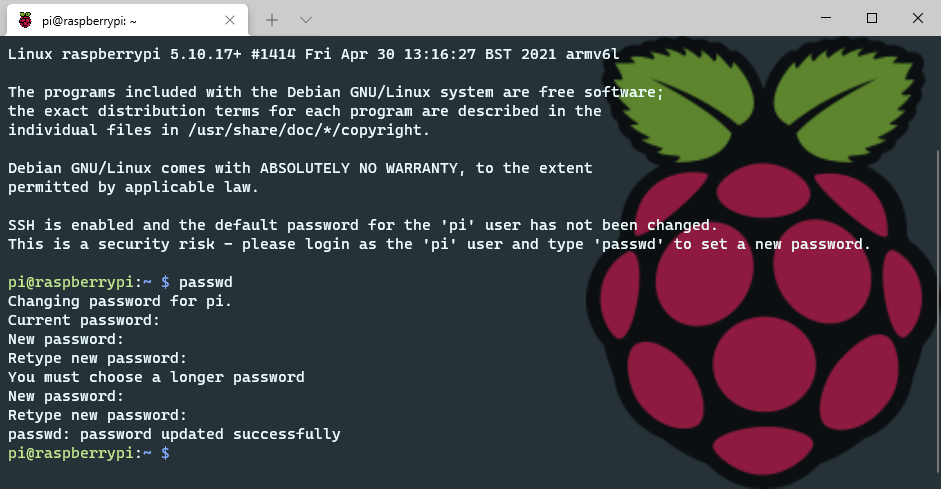 pi@raspberrypi: ~
Linux raspberrypi 5.10.17+ #1414 Fri Apr 30 13:16:27 BST 2021 armv6l
The programs included with the Debian GNU/Linux system are free software;
the exact distribution terms for each program are described in the
individual files in /usr/share/doc/*/copyright.
Debian GNU/Linux comes with ABSOLUTELY NO WARRANTY, to the extent
permitted by applicable law.
SSH is enabled and the default password for the 'pi' user has not been changed.
This is a security risk - please login as the 'pi' user and type 'passwd' to set a new password.
pi@raspberrypi:~ $ passwd
Changing password for pi.
Current password:
New password:
Retype new password:
You must choose a longer password
New password:
Retype new password:
passwd: password updated successfully
pi@raspberrypi:~ $